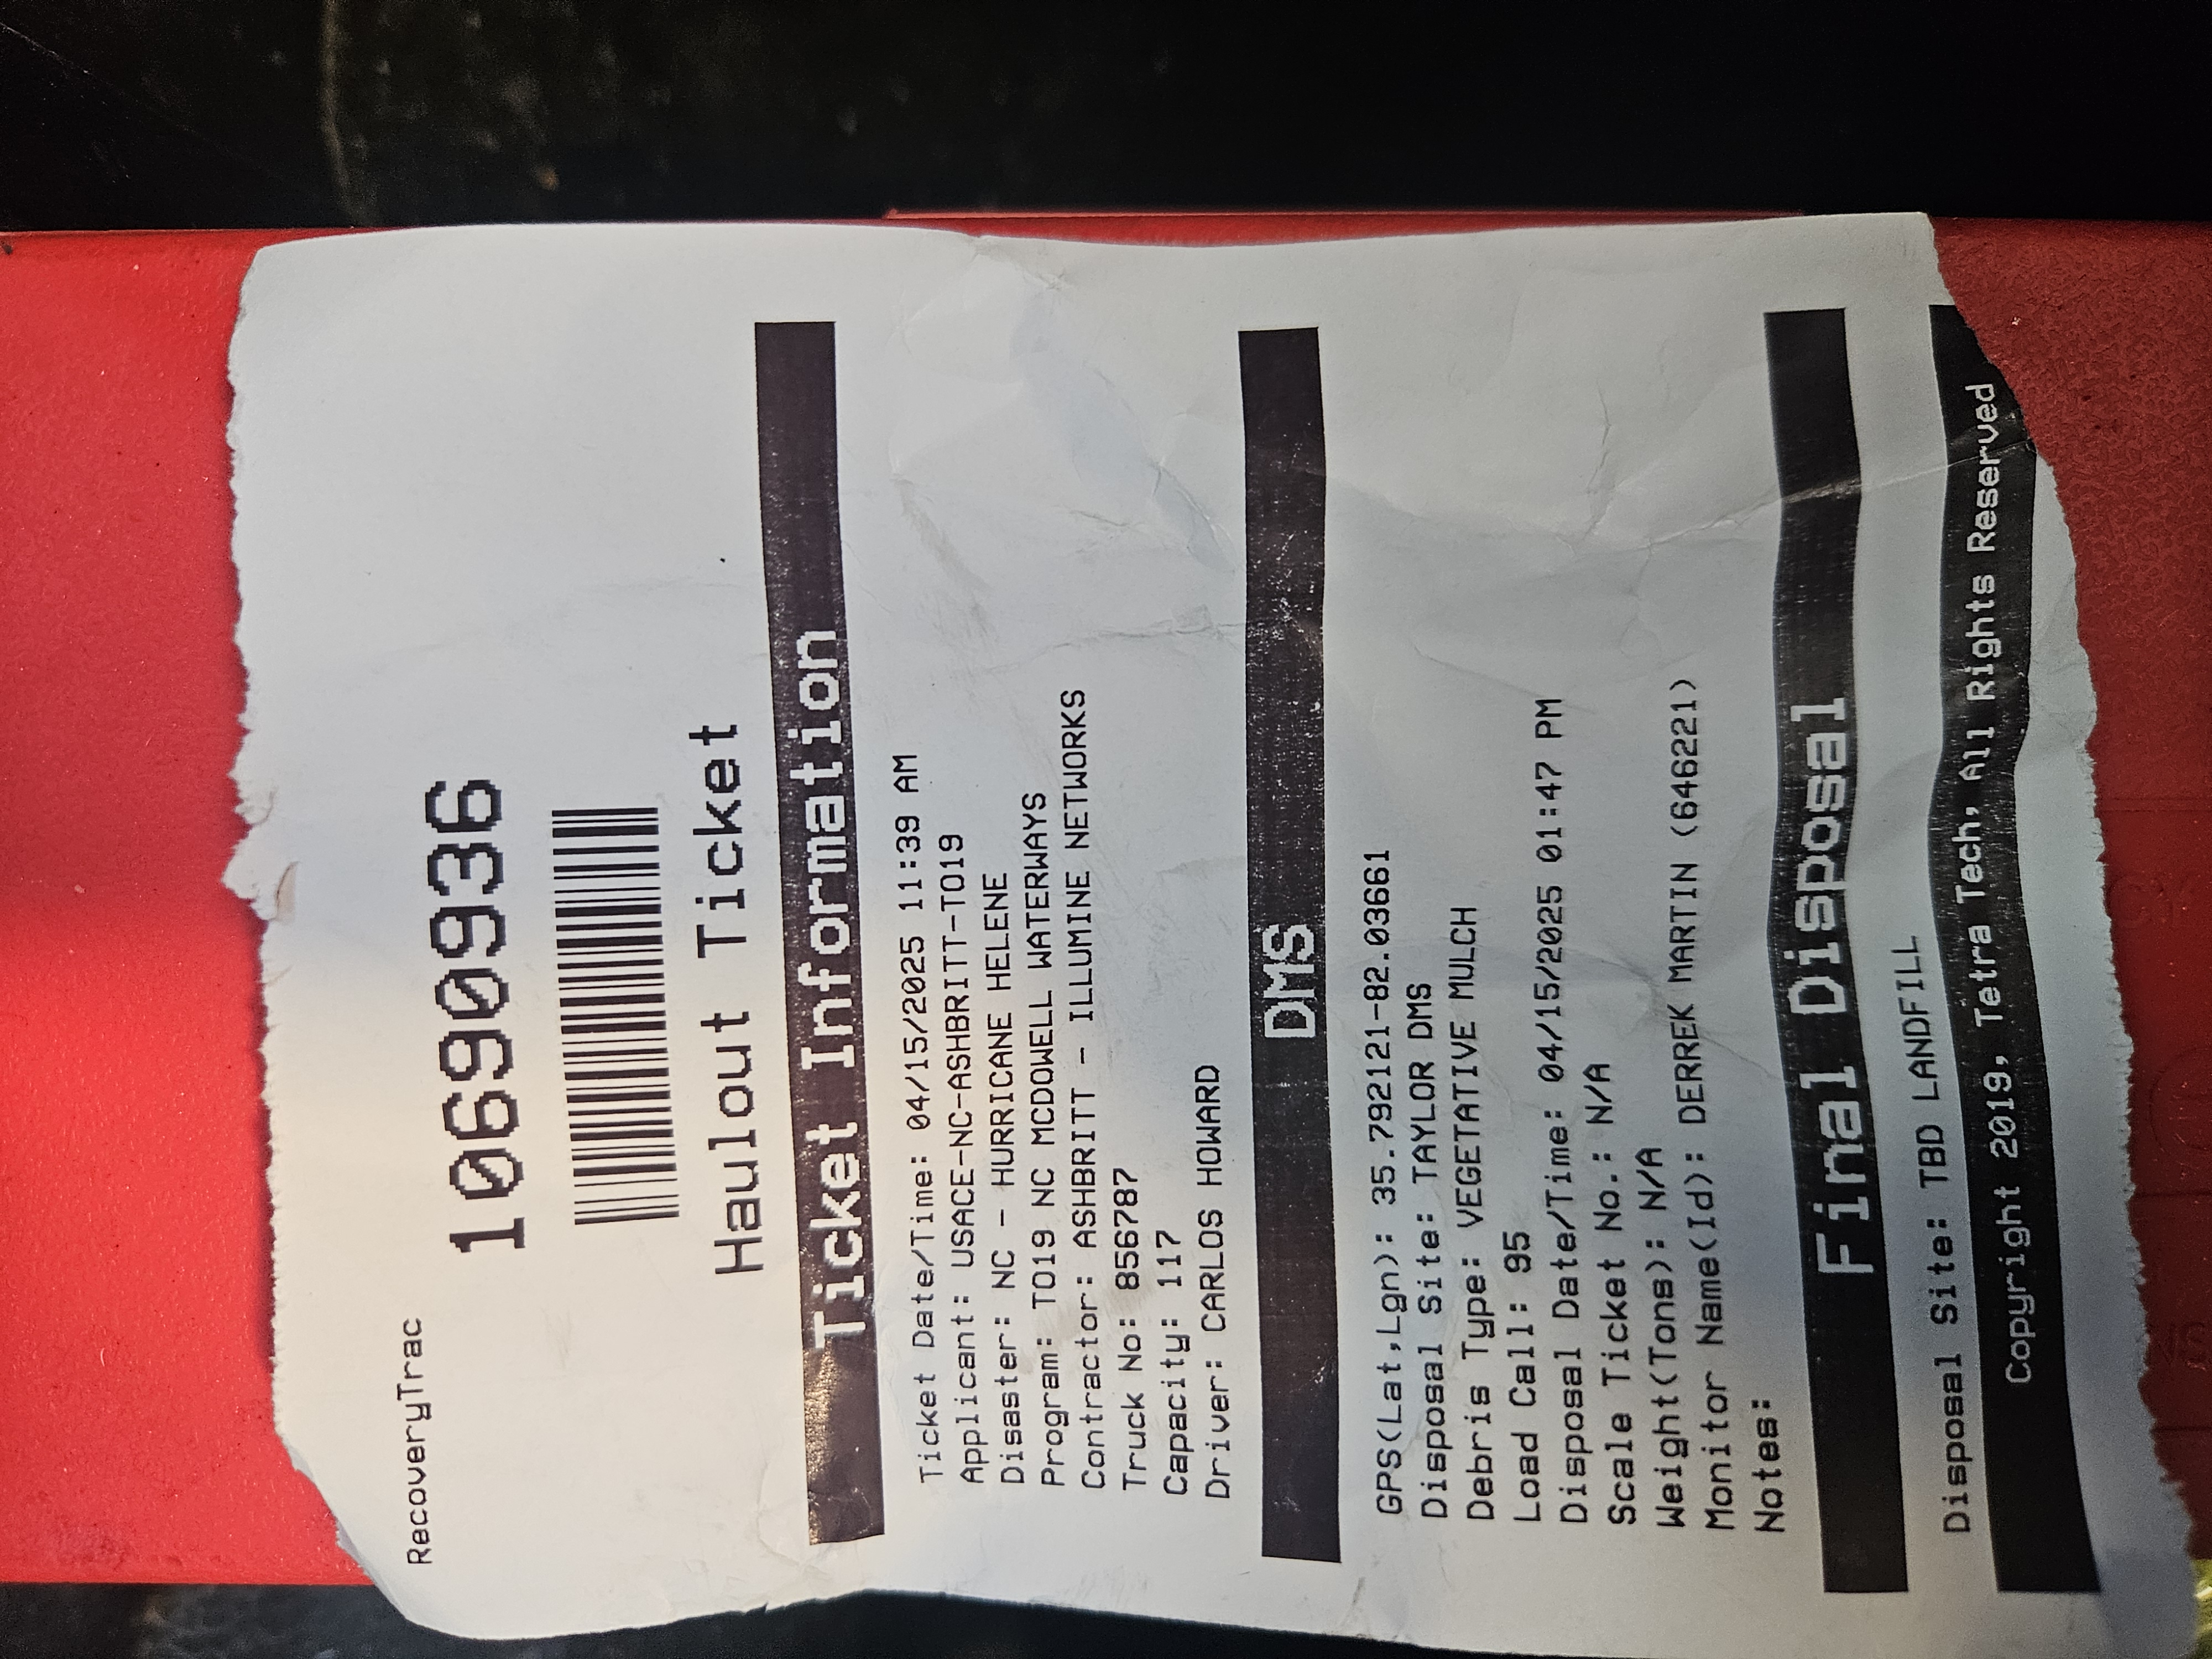 RecoveryTrac
10690936
Haulout Ticket
Ticket Information
Ticket Date/Time: 04/15/2025 11:39 AM
Applicant: USACE-NC-ASHBRITT-TO19
Disaster: NC - HURRICANE HELENE
Program: TO19 NC MCDOWELL WATERWAYS
Contractor: ASHBRITT - ILLUMINE NETWORKS
Truck No: 856787
Capacity: 117
Driver: CARLOS HOWARD
DMS
GPS(Lat,Lgn): 35.792121-82.03661
Disposal Site: TAYLOR DMS
Debris Type: VEGETATIVE MULCH
Load Call: 95
Disposal Date/Time: 04/15/2025 01:47 PM
Scale Ticket No.: N/A
Weight(Tons): N/A
Monitor Name(Id): DERREK MARTIN (646221)
Notes:
Final Disposal
Disposal Site: TBD LANDFILL
Copyright 2019, Tetra Tech, All Rights Reserved